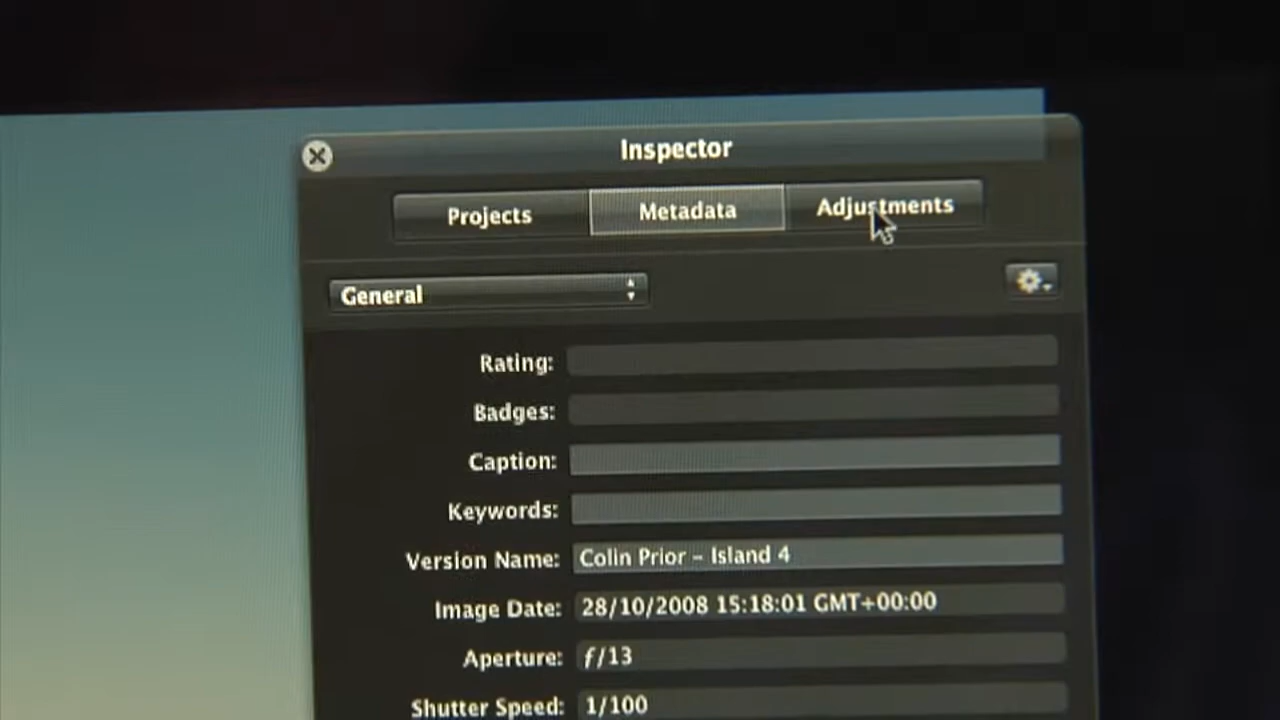 Inspector
Projects Metadata Adjustments
General
Rating:
Badges:
Caption:
Keywords:
Version Name: Colin Prior – Island 4
Image Date: 28/10/2008 15:18:01 GMT+00:00
Aperture: ƒ/13
Shutter Speed: 1/100